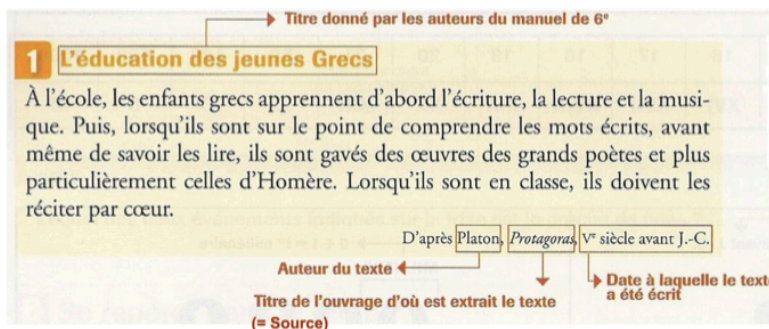 Titre donné par les auteurs du manuel de 6e
1 L'éducation des jeunes Grecs
À l'école, les enfants grecs apprennent d'abord l'écriture, la lecture et la musi-
que. Puis, lorsqu'ils sont sur le point de comprendre les mots écrits, avant
même de savoir les lire, ils sont gavés des œuvres des grands poètes et plus
particulièrement celles d'Homère. Lorsqu'ils sont en classe, ils doivent les
réciter par cœur.
D'après Platon, Protagoras, Ve siècle avant J.-C.
Auteur du texte
Date à laquelle le text
a été écrit
Titre de l'ouvrage d'où est extrait le texte
(= Source)